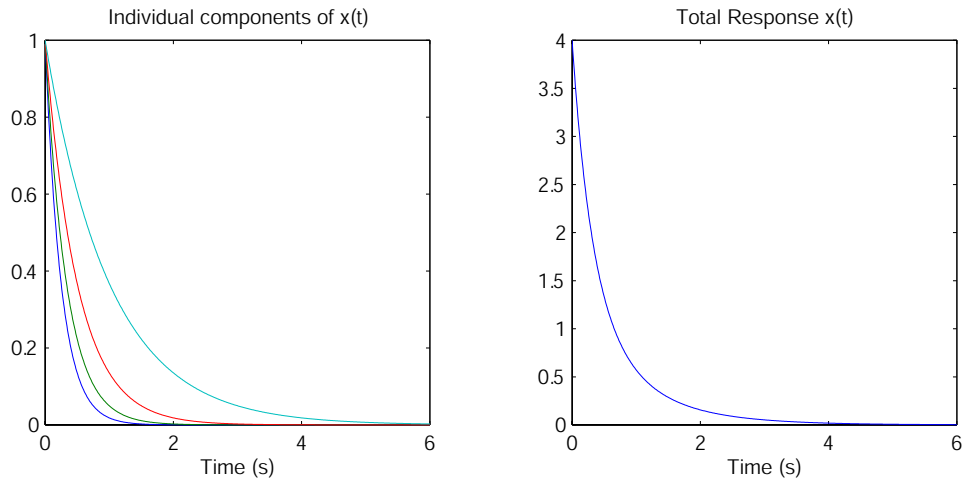 Individual components of x(t)
1
0.8
0.6
0.4
0.2
0
0 2 4 6
Time (s)
Total Response x(t)
4
3.5
3
2.5
2
1.5
1
0.5
0
0 2 4 6
Time (s)